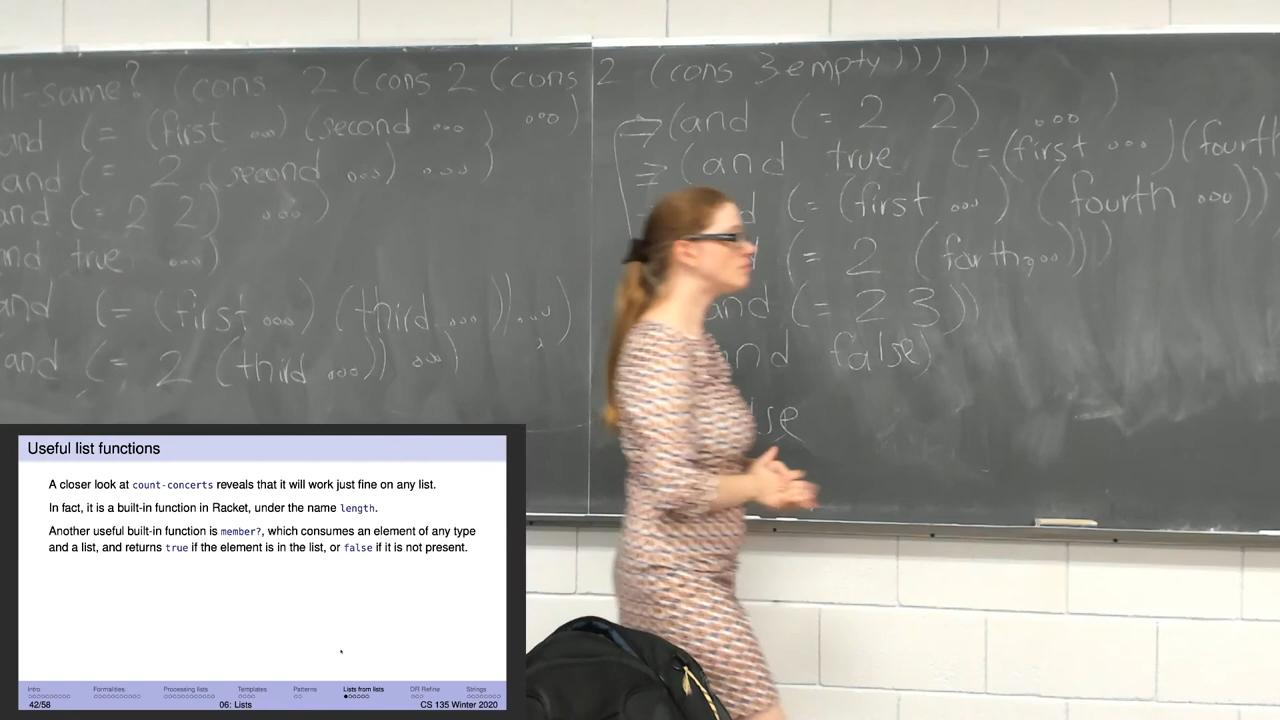 ll-same? (cons 2 (cons 2 (cons 2 (cons 3 empty)))))
and (= (first ...) (second ...) ...)
and (= 2 (second ...) ...)
and (= 2 2) ...)
nd true ...)
and (= (first ...) (third ...)) ...)
and (= 2 (third ...)) ...)
⇒ (and (= 2 2) ...)
= (and true (= (first ...) (fourth
(= (first ...) (fourth ...))
(= 2 (fourth ...)))
and (= 2 3))
nd false)
lse
Useful list functions
A closer look at count-concerts reveals that it will work just fine on any list.
In fact, it is a built-in function in Racket, under the name length.
Another useful built-in function is member?, which consumes an element of any type
and a list, and returns true if the element is in the list, or false if it is not present.
Intro Formalities Processing lists Templates Patterns Lists from lists DR Refine Strings
42/58 06: Lists CS 135 Winter 2020